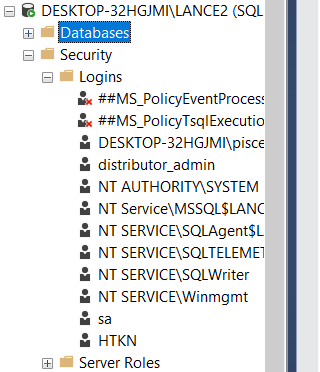 DESKTOP-32HGJMI\LANCE2 (SQL
Databases
Security
Logins
##MS_PolicyEventProcess
##MS_PolicyTsqlExecutio
DESKTOP-32HGJMI\pisce
distributor_admin
NT AUTHORITY\SYSTEM
NT Service\MSSQL$LANC
NT SERVICE\SQLAgent$L
NT SERVICE\SQLTELEMET
NT SERVICE\SQLWriter
NT SERVICE\Winmgmt
sa
HTKN
Server Roles